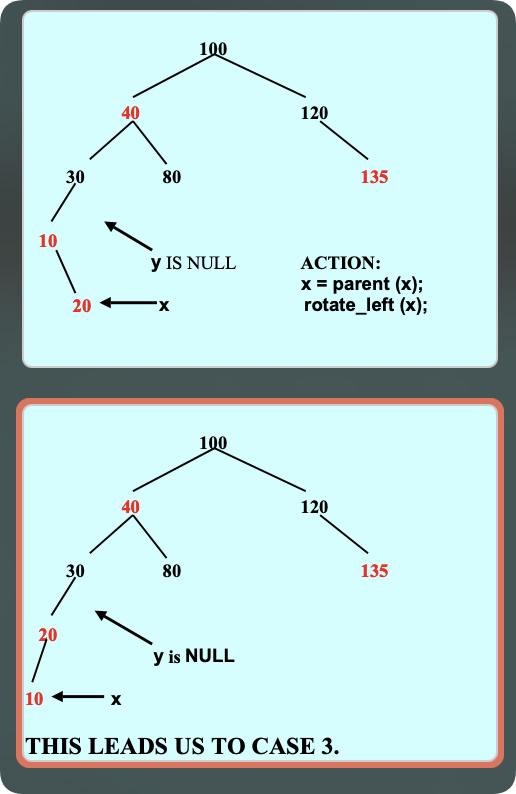 100
40
120
30
80
135
10
y IS NULL
ACTION:
x = parent (x);
rotate_left (x);
20
x
100
40
120
30
80
135
20
y is NULL
10
x
THIS LEADS US TO CASE 3.